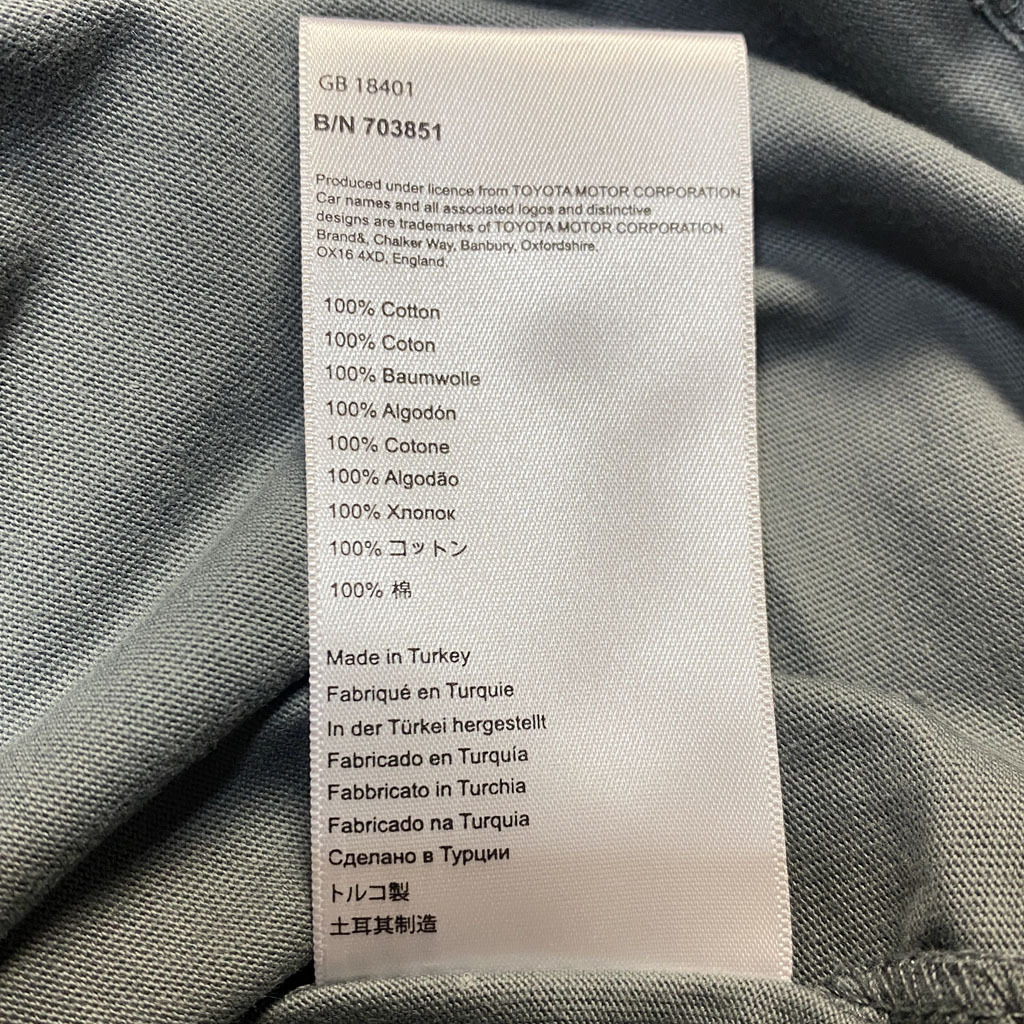 GB 18401
B/N 703851
Produced under licence from TOYOTA MOTOR CORPORATION
Car names and all associated logos and distinctive
designs are trademarks of TOYOTA MOTOR CORPORATION.
Brand&, Chalker Way, Banbury, Oxfordshire.
OX16 4XD, England.
100% Cotton
100% Coton
100% Baumwolle
100% Algodón
100% Cotone
100% Algodão
100% Хлопок
100% コットン
100% 棉
Made in Turkey
Fabriqué en Turquie
In der Türkei hergestellt
Fabricado en Turquía
Fabbricato in Turchia
Fabricado na Turquia
Сделано в Турции
トルコ製
土耳其制造